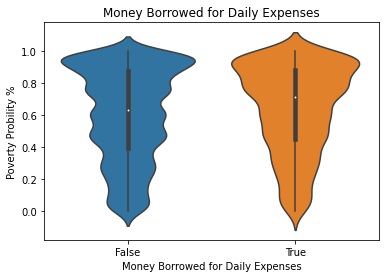 Money Borrowed for Daily Expenses
Poverty Probility %
1.0
0.8
0.6
0.4
0.2
0.0
False
True
Money Borrowed for Daily Expenses